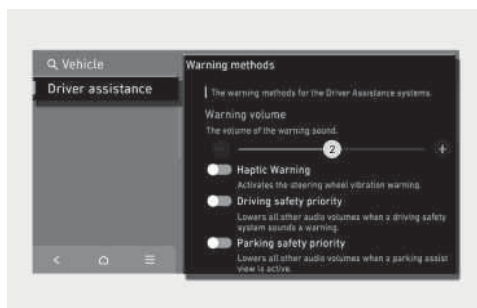 Vehicle
Driver assistance
Warning methods
The warning methods for the Driver Assistance systems.
Warning volume
The volume of the warning sound.
2
Haptic Warning
Activates the steering wheel vibration warning.
Driving safety priority
Lowers all other audio volumes when a driving safety
system sounds a warning.
Parking safety priority
Lowers all other audio volumes when a parking assist
view is active.